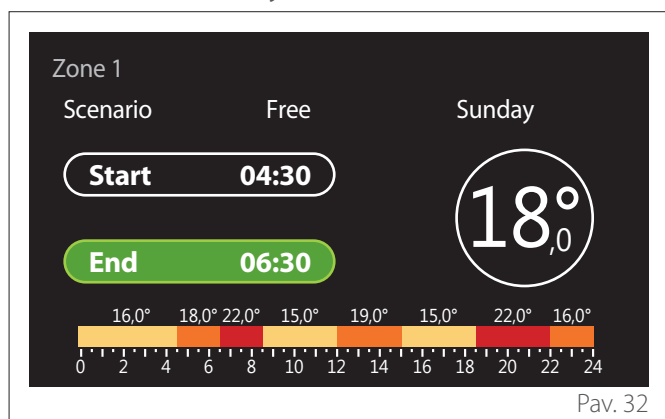 Zone 1
Scenario Free Sunday
Start 04:30
18°,0
End 06:30
16,0° 18,0° 22,0° 15,0° 19,0° 15,0° 22,0° 16,0°
0 2 4 6 8 10 12 14 16 18 20 22 24
Pav. 32